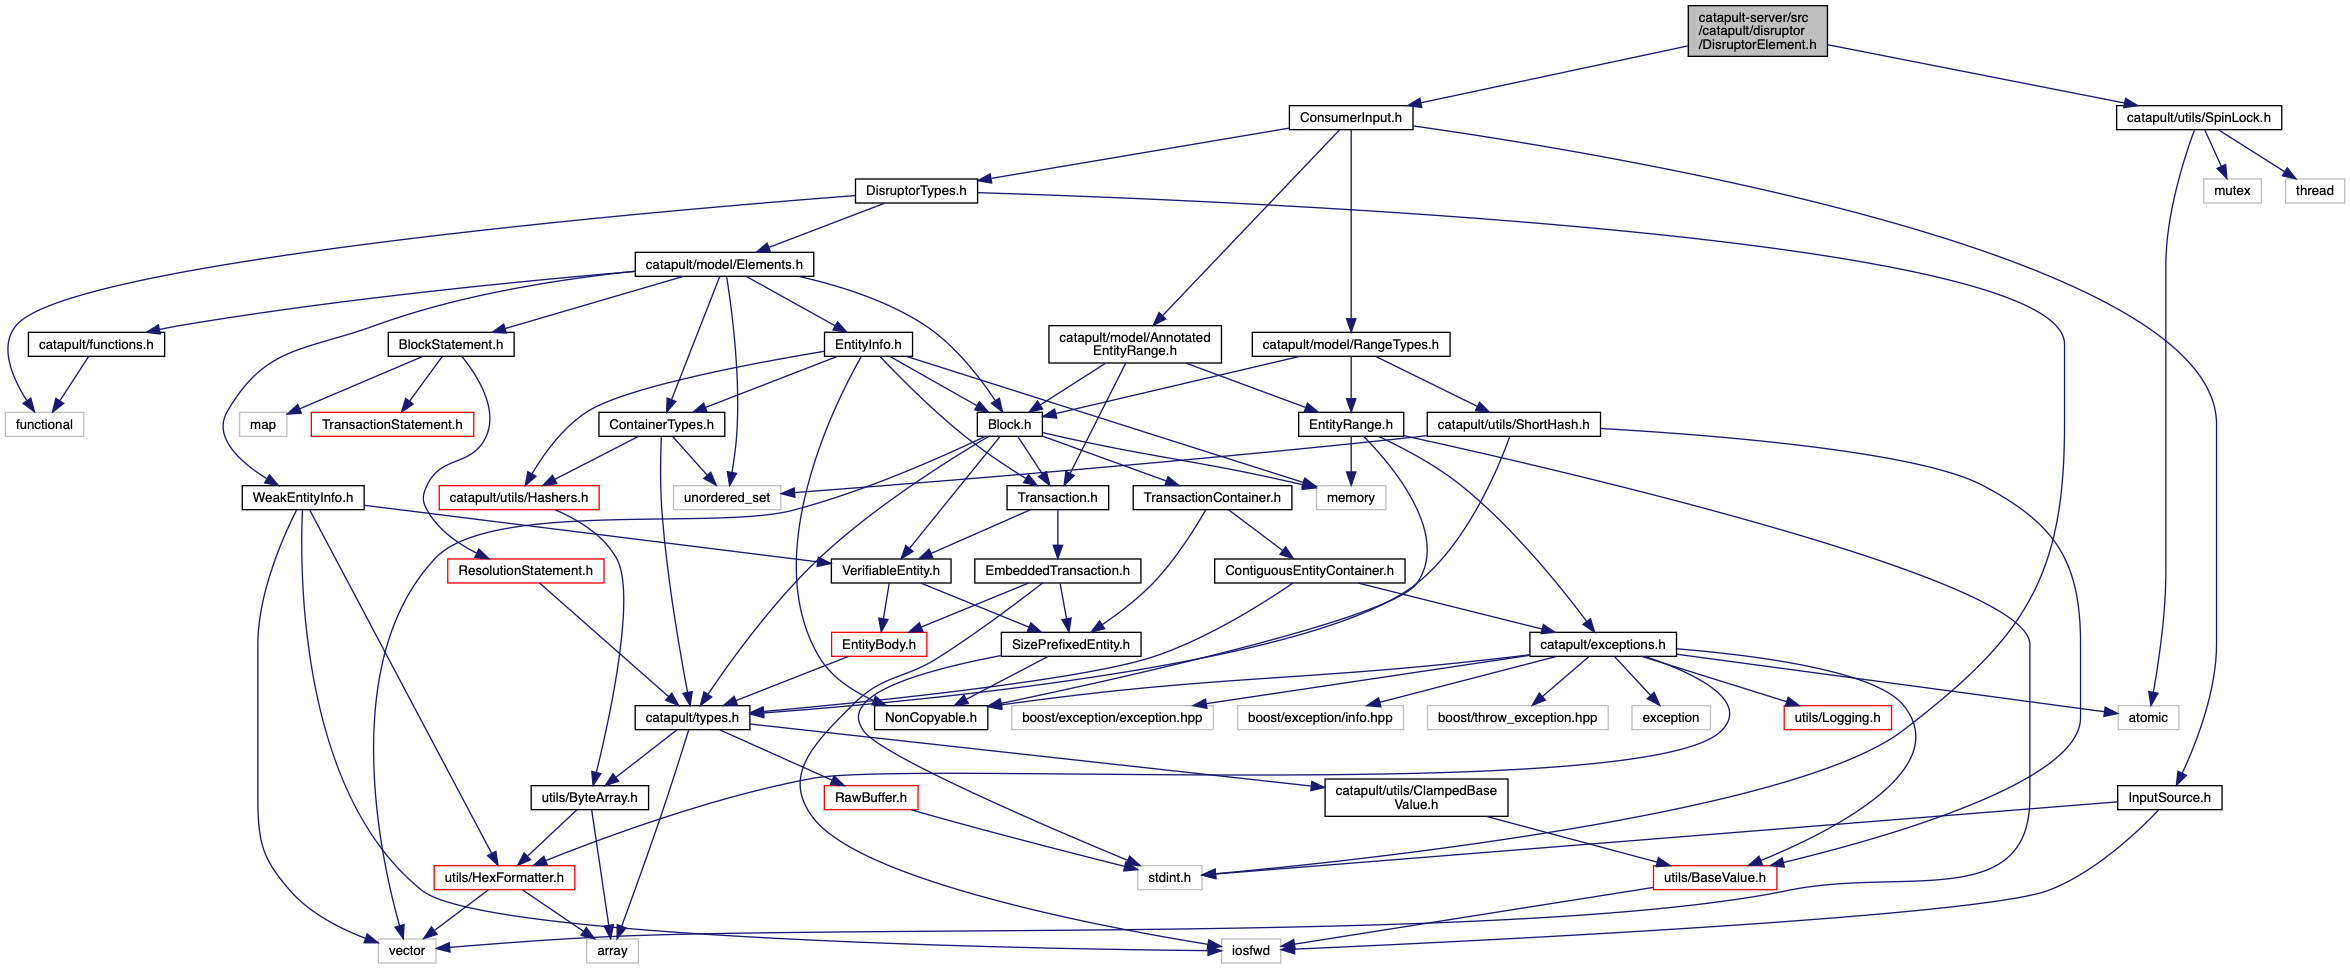 catapult-server/src
/catapult/disruptor
/DisruptorElement.h
ConsumerInput.h
catapult/utils/SpinLock.h
DisruptorTypes.h
mutex
thread
catapult/model/Elements.h
catapult/functions.h
BlockStatement.h
EntityInfo.h
catapult/model/Annotated
EntityRange.h
catapult/model/RangeTypes.h
functional
map
TransactionStatement.h
ContainerTypes.h
Block.h
EntityRange.h
catapult/utils/ShortHash.h
WeakEntityInfo.h
catapult/utils/Hashers.h
unordered_set
Transaction.h
TransactionContainer.h
memory
ResolutionStatement.h
VerifiableEntity.h
EmbeddedTransaction.h
ContiguousEntityContainer.h
EntityBody.h
SizePrefixedEntity.h
catapult/exceptions.h
catapult/types.h
NonCopyable.h
boost/exception/exception.hpp
boost/exception/info.hpp
boost/throw_exception.hpp
exception
utils/Logging.h
atomic
utils/ByteArray.h
RawBuffer.h
catapult/utils/ClampedBase
Value.h
InputSource.h
utils/HexFormatter.h
stdint.h
utils/BaseValue.h
vector
array
iosfwd